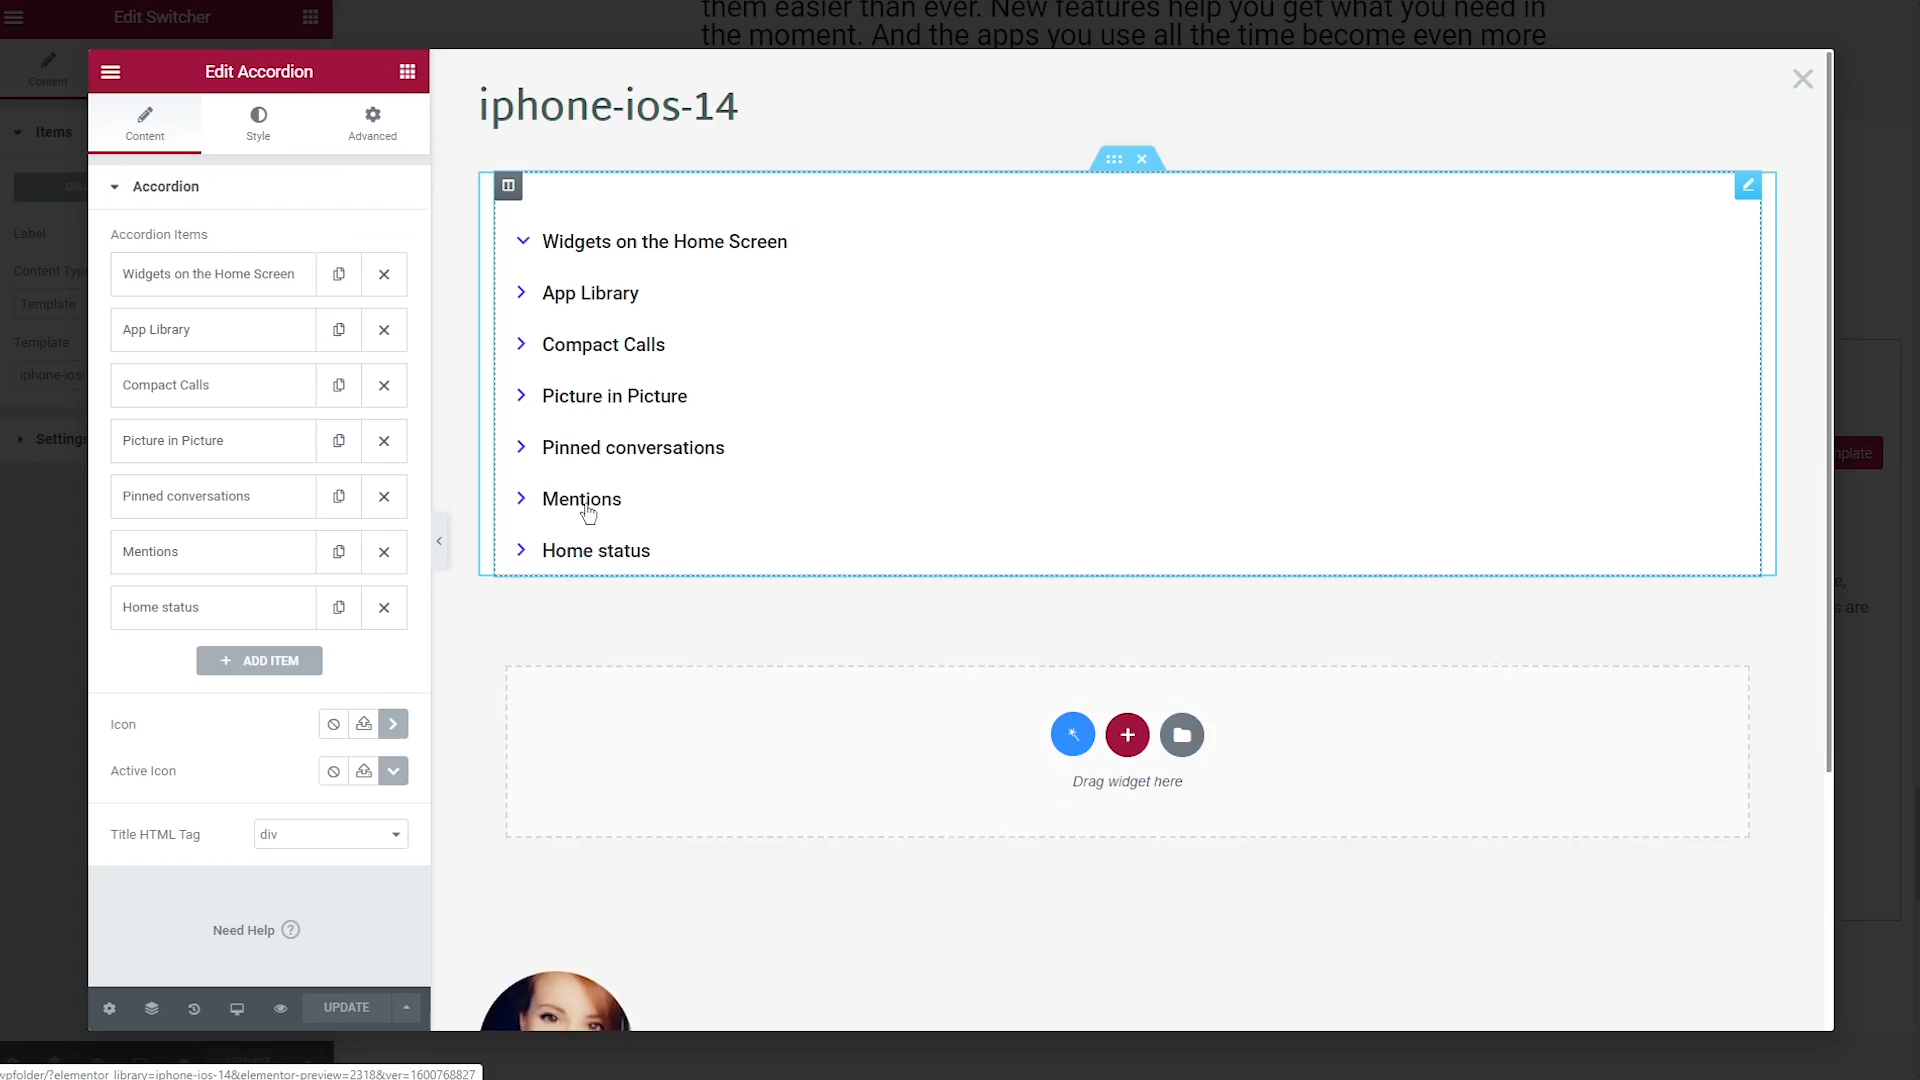 Edit Switcher
them easier than ever. New features help you get what you need in
the moment. And the apps you use all the time become even more
Content
Items
Label
Content Type
Template
Template
iphone-ios-
Settings
Edit Accordion
Content
Style
Advanced
Accordion
Accordion Items
Widgets on the Home Screen
App Library
Compact Calls
Picture in Picture
Pinned conversations
Mentions
Home status
ADD ITEM
Icon
Active Icon
Title HTML Tag
div
Need Help
UPDATE
iphone-ios-14
Widgets on the Home Screen
App Library
Compact Calls
Picture in Picture
Pinned conversations
Mentions
Home status
Drag widget here
mplate
e,
s are
wpfolder/?elementor_library=iphone-ios-14&elementor-preview=2318&ver=1600768827